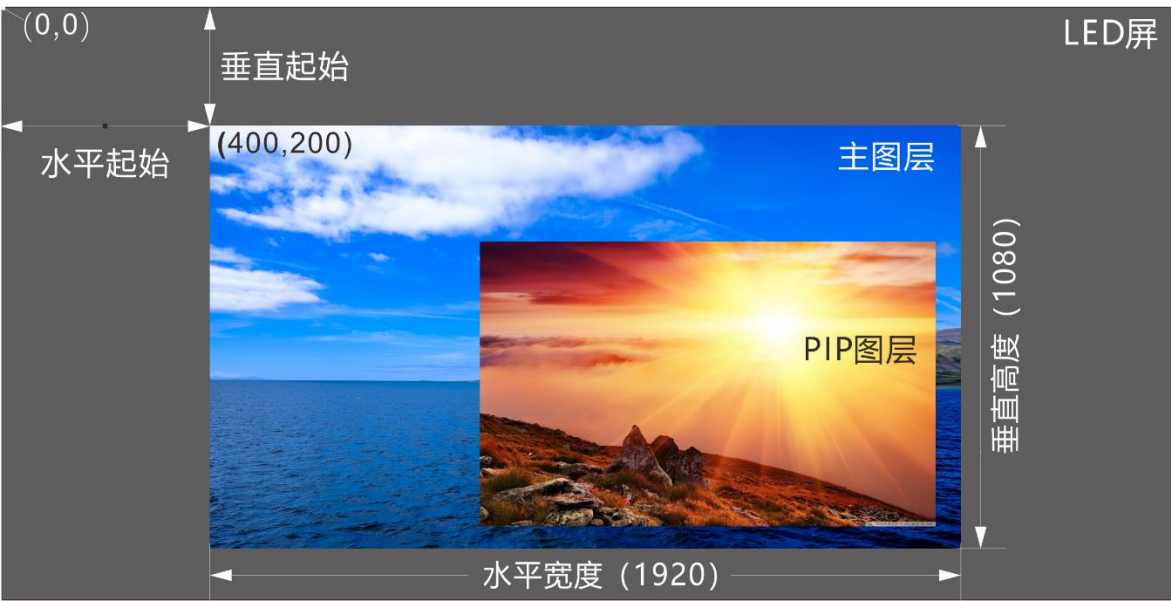 (0,0)
LED屏
垂直起始
水平起始
(400,200)
主图层
PIP图层
垂直高度 (1080)
水平宽度 (1920)